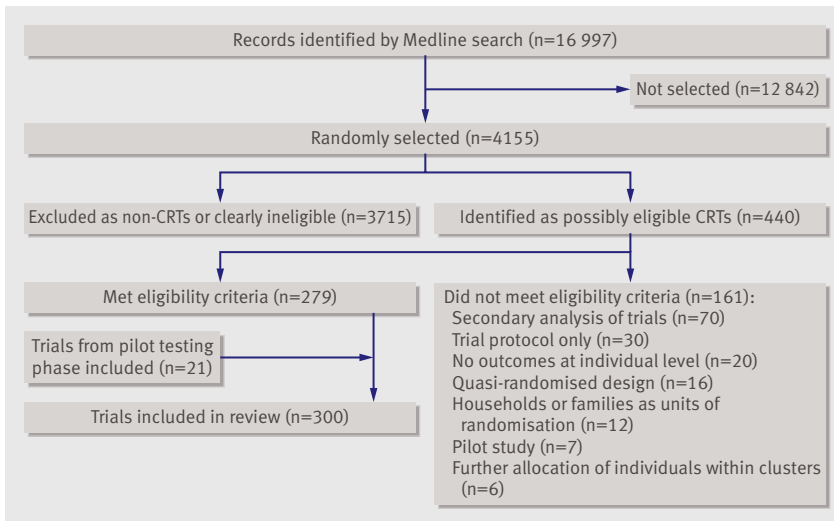 Records identified by Medline search (n=16 997)
Not selected (n=12 842)
Randomly selected (n=4155)
Excluded as non-CRTs or clearly ineligible (n=3715)
Identified as possibly eligible CRTs (n=440)
Met eligibility criteria (n=279)
Trials from pilot testing
phase included (n=21)
Trials included in review (n=300)
Did not meet eligibility criteria (n=161):
Secondary analysis of trials (n=70)
Trial protocol only (n=30)
No outcomes at individual level (n=20)
Quasi-randomised design (n=16)
Households or families as units of
randomisation (n=12)
Pilot study (n=7)
Further allocation of individuals within clusters
(n=6)